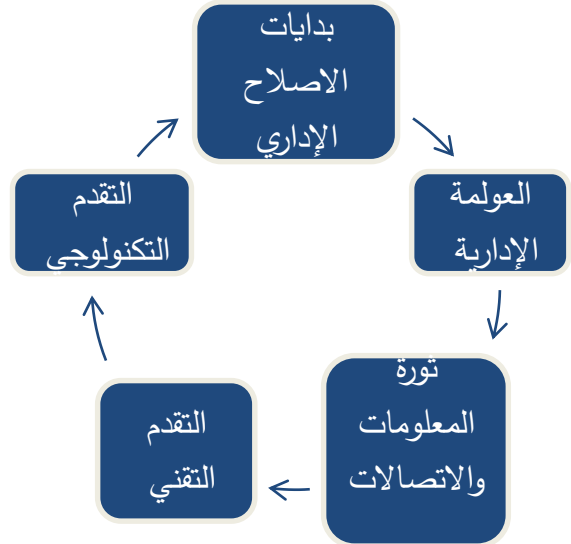 بدايات
الاصلاح
الإداري
العولمة
الإدارية
ثورة
المعلومات
والاتصالات
التقدم
التقني
التقدم
التكنولوجي